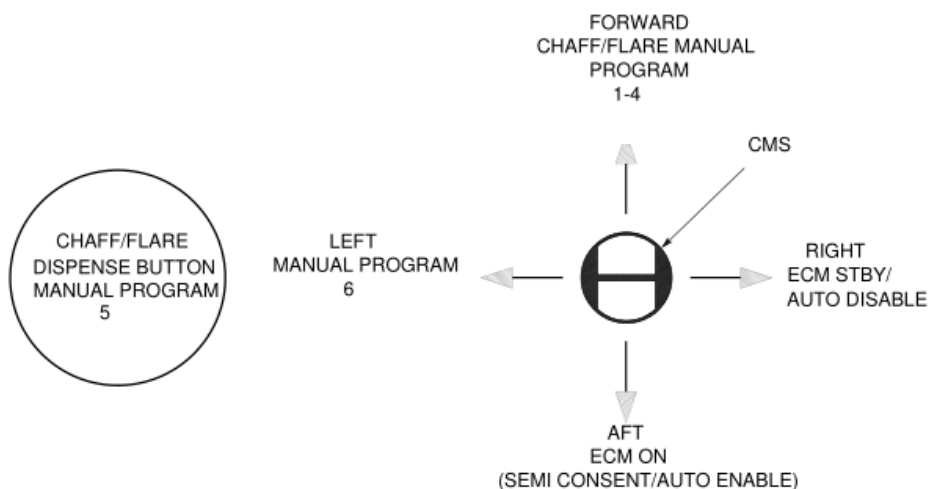 FORWARD
CHAFF/FLARE MANUAL
PROGRAM
1-4
CMS
CHAFF/FLARE
DISPENSE BUTTON
MANUAL PROGRAM
5
LEFT
MANUAL PROGRAM
6
RIGHT
ECM STBY/
AUTO DISABLE
AFT
ECM ON
(SEMI CONSENT/AUTO ENABLE)